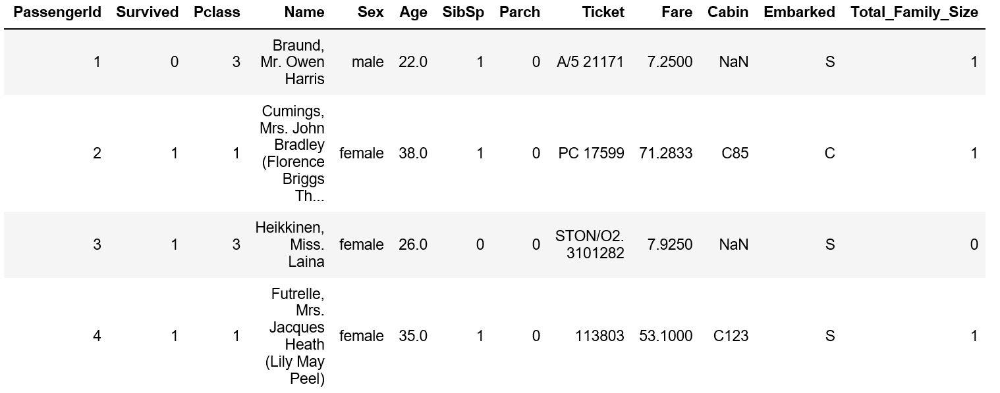 PassengerId Survived Pclass Name Sex Age SibSp Parch Ticket Fare Cabin Embarked Total_Family_Size
Braund,
1 0 3 Mr. Owen male 22.0 1 0 A/5 21171 7.2500 NaN S 1
Harris
Cumings,
Mrs. John
Bradley
2 1 1 (Florence female 38.0 1 0 PC 17599 71.2833 C85 C 1
Briggs
Th...
Heikkinen,
3 1 3 Miss. female 26.0 0 0 STON/O2. 3101282 7.9250 NaN S 0
Laina
Futrelle,
Mrs.
Jacques
4 1 1 Heath female 35.0 1 0 113803 53.1000 C123 S 1
(Lily May
Peel)